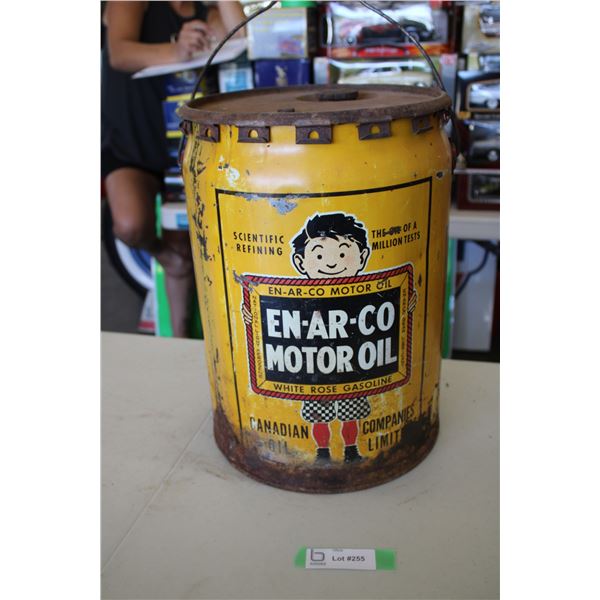 SCIENTIFIC
REFINING
THE OIL OF A
MILLION TESTS
EN-AR-CO MOTOR OIL
EN-AR-CO
MOTOR OIL
WHITE ROSE GASOLINE
CANADIAN
OIL
COMPANIES
LIMITED
Lot #255